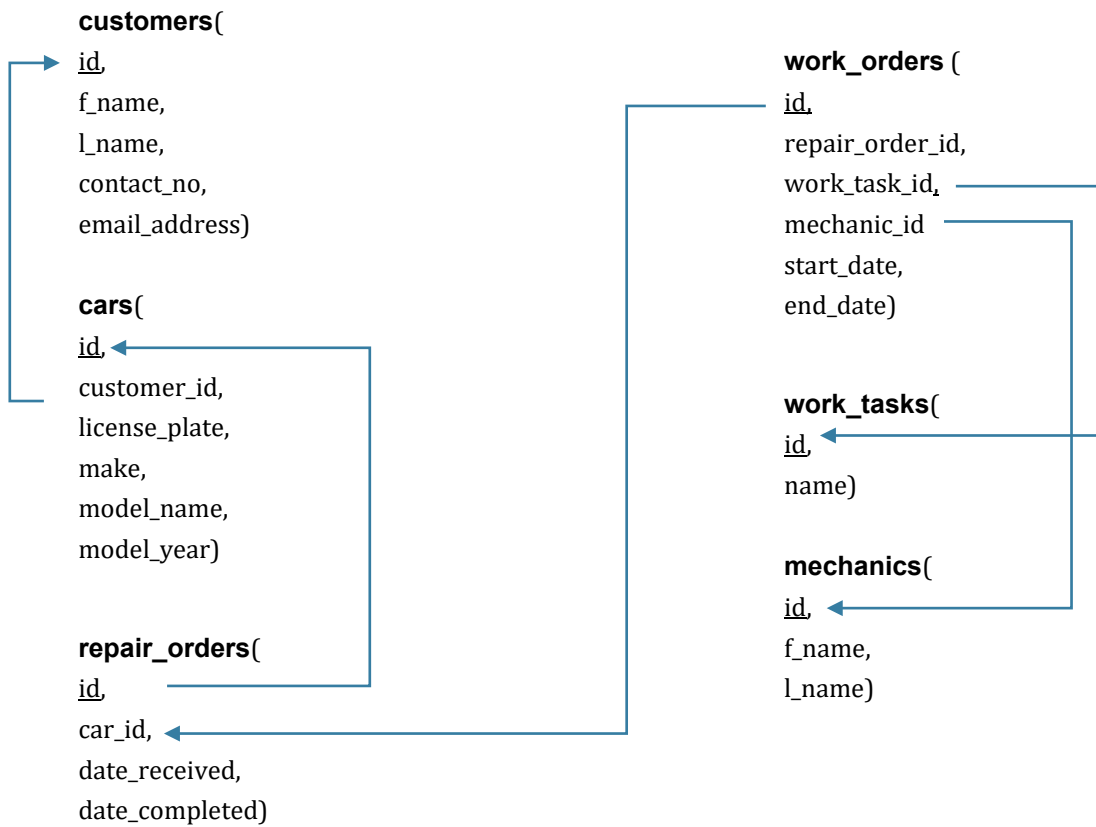 customers(
id,
f_name,
l_name,
contact_no,
email_address)
cars(
id,
customer_id,
license_plate,
make,
model_name,
model_year)
repair_orders(
id,
car_id,
date_received,
date_completed)
work_orders (
id,
repair_order_id,
work_task_id,
mechanic_id
start_date,
end_date)
work_tasks(
id,
name)
mechanics(
id,
f_name,
l_name)